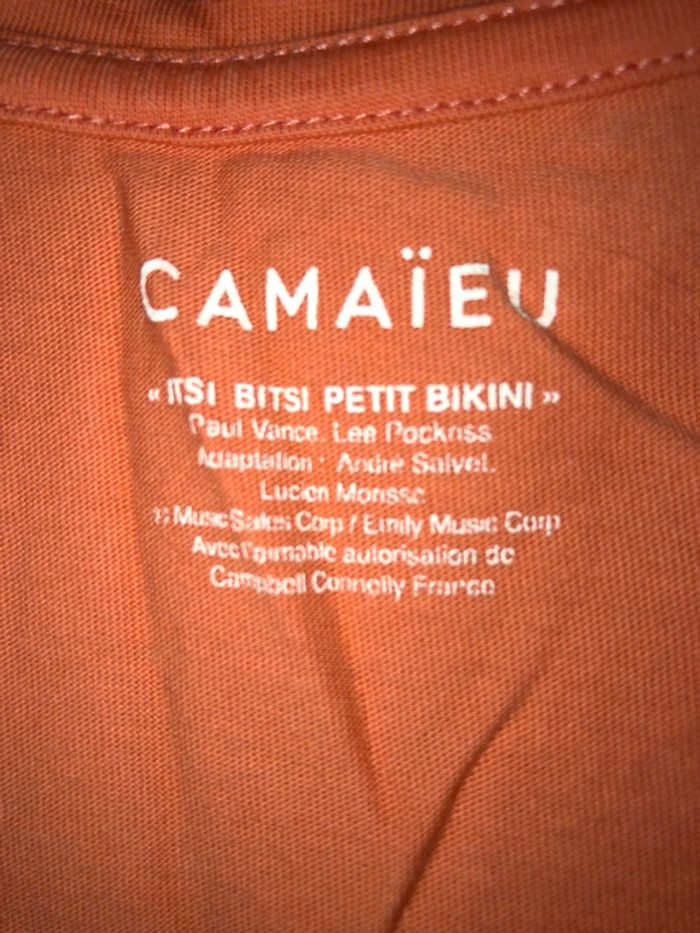 CAMAÏEU
« ITSI BITSI PETIT BIKINI »
Paul Vance. Lee Pockriss
Adaptation : André Salvet.
Lucien Morisse
Music Sales Corp / Emily Music Corp
Avec l'aimable autorisation de
Campbell Connelly France